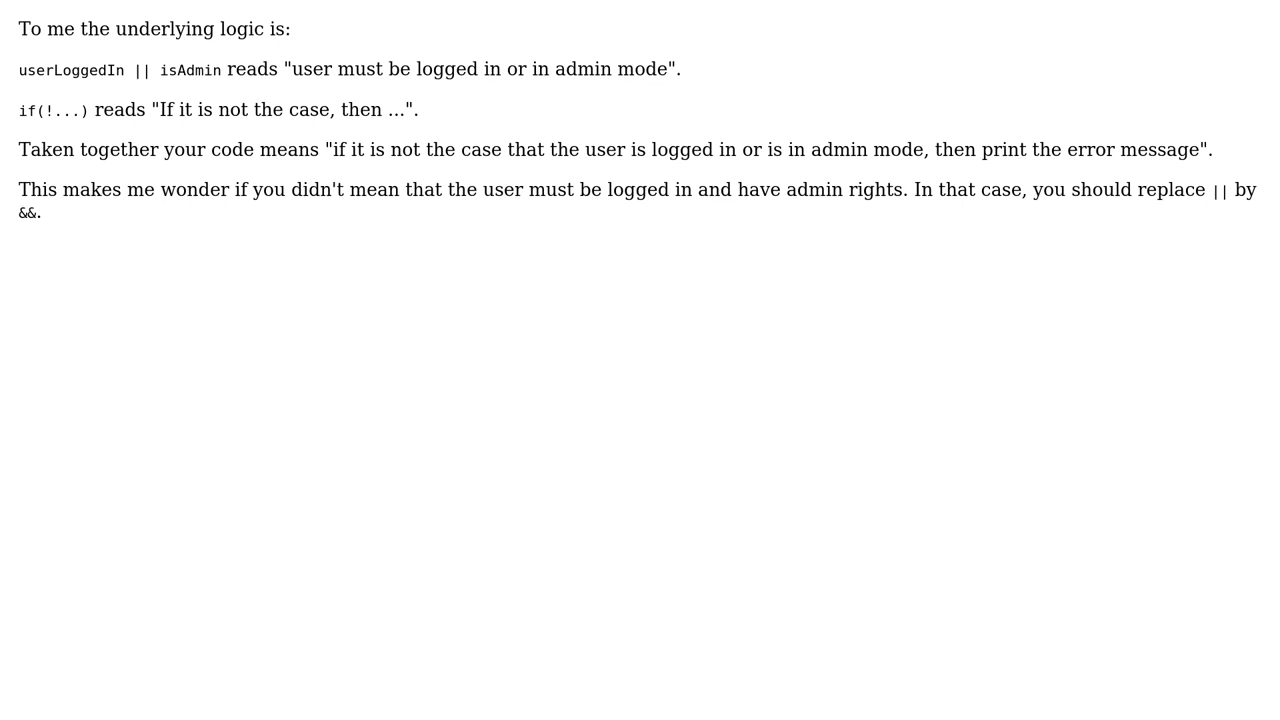 To me the underlying logic is:
userLoggedIn || isAdmin reads "user must be logged in or in admin mode".
if(!...) reads "If it is not the case, then ...".
Taken together your code means "if it is not the case that the user is logged in or is in admin mode, then print the error message".
This makes me wonder if you didn't mean that the user must be logged in and have admin rights. In that case, you should replace || by
&&.